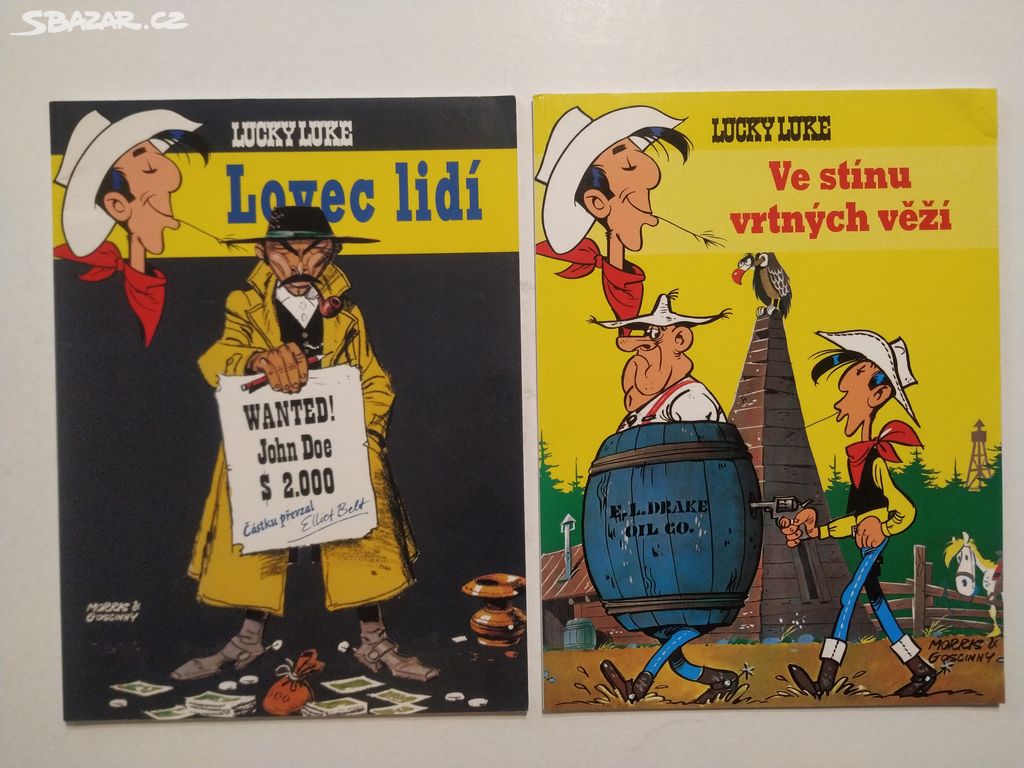 SBAZAR.CZ
LUCKY LUKE
Lovec lidí
WANTED!
John Doe
$ 2.000
Částku převzal
Elliot Belt
MORRIS &
GOSCINNY
LUCKY LUKE
Ve stínu
vrtných věží
E. L. DRAKE
OIL CO.
MORRIS &
GOSCINNY